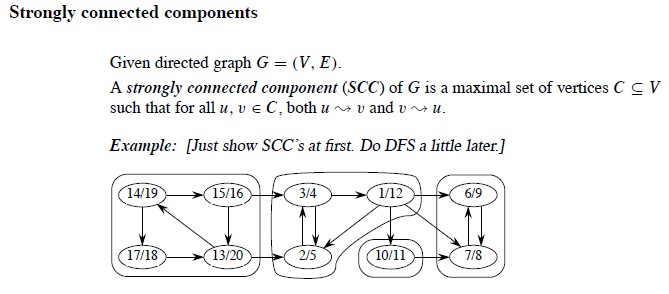 Strongly connected components
Given directed graph G = (V, E).
A strongly connected component (SCC) of G is a maximal set of vertices C ⊆ V
such that for all u, v ∈ C, both u ⤳ v and v ⤳ u.
Example: [Just show SCC's at first. Do DFS a little later.]
14/19 15/16 3/4 1/12 6/9
17/18 13/20 2/5 10/11 7/8